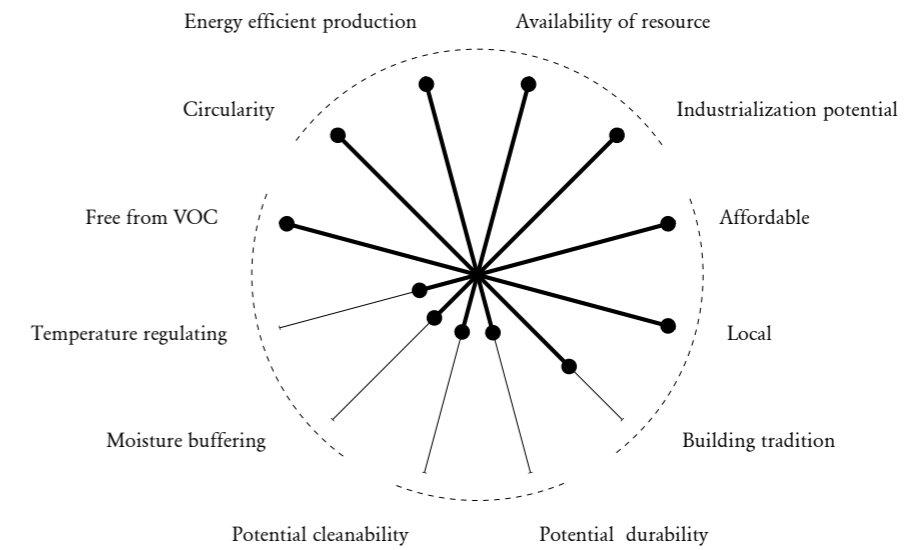 Energy efficient production
Availability of resource
Circularity
Industrialization potential
Free from VOC
Affordable
Temperature regulating
Local
Moisture buffering
Building tradition
Potential cleanability
Potential  durability